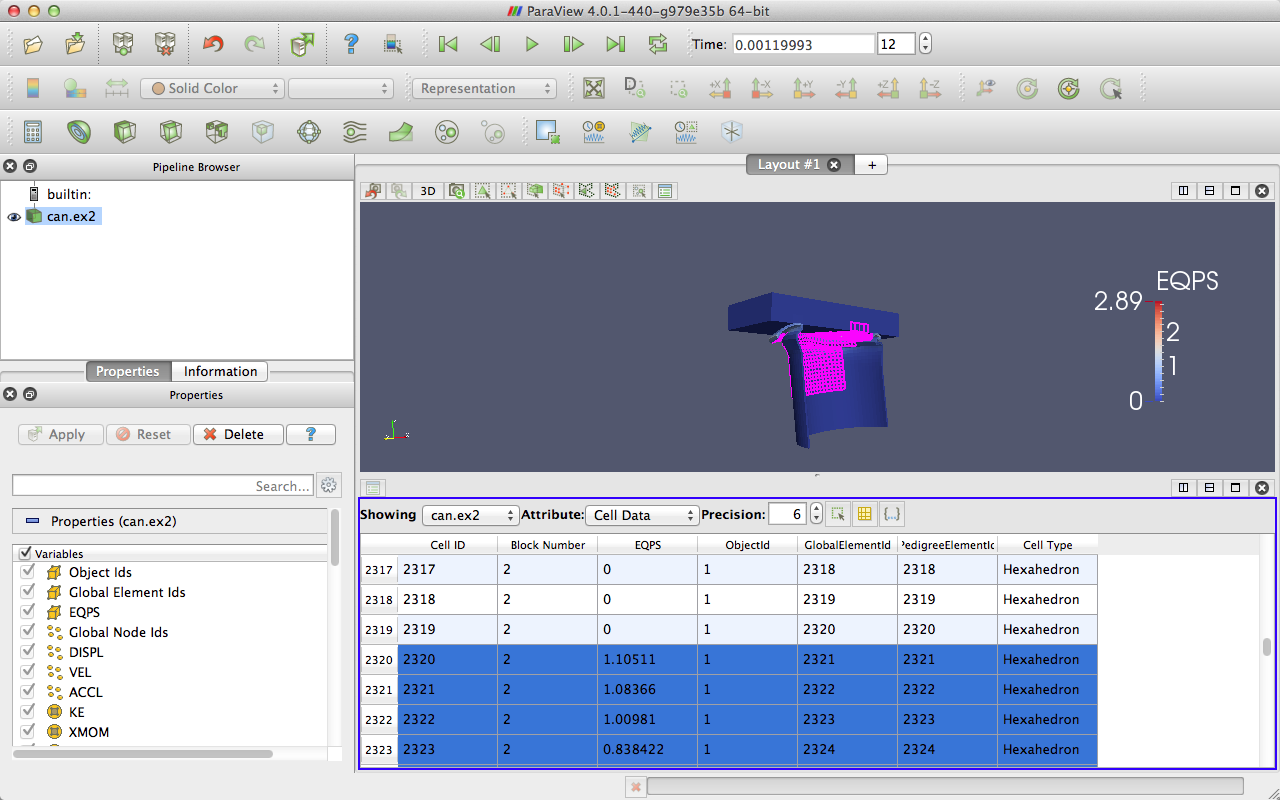 ParaView 4.0.1-440-g979e35b 64-bit
? Time: 0.00119993 12
Solid Color Representation D +X -X +Y -Y +Z -Z
Pipeline Browser
Layout #1 +
builtin:
can.ex2
3D
EQPS
2.89
2
1
0
Properties Information
Properties
Apply Reset Delete ?
Search...
Properties (can.ex2)
Variables
Object Ids
Global Element Ids
EQPS
Global Node Ids
DISPL
VEL
ACCL
KE
XMOM
Showing can.ex2 Attribute: Cell Data Precision: 6 {...}
Cell ID Block Number EQPS ObjectId GlobalElementId PedigreeElementId Cell Type
2317 2317 2 0 1 2318 2318 Hexahedron
2318 2318 2 0 1 2319 2319 Hexahedron
2319 2319 2 0 1 2320 2320 Hexahedron
2320 2320 2 1.10511 1 2321 2321 Hexahedron
2321 2321 2 1.08366 1 2322 2322 Hexahedron
2322 2322 2 1.00981 1 2323 2323 Hexahedron
2323 2323 2 0.838422 1 2324 2324 Hexahedron